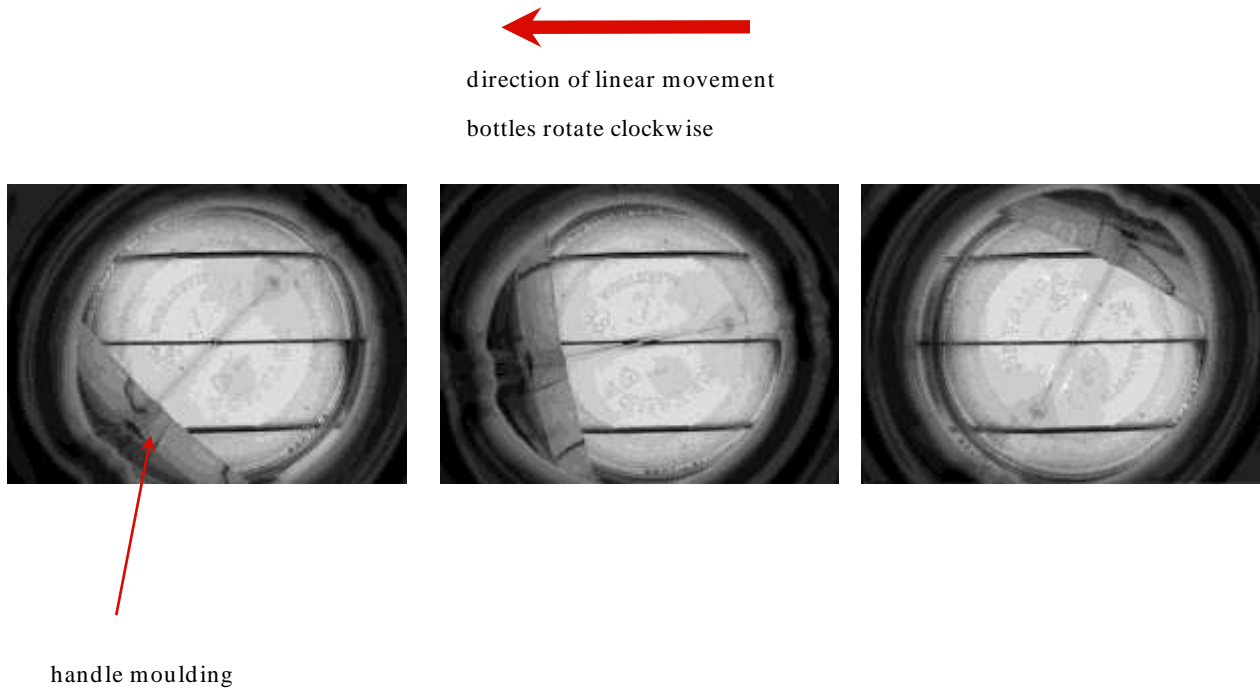 direction of linear movement
bottles rotate clockwise
handle moulding